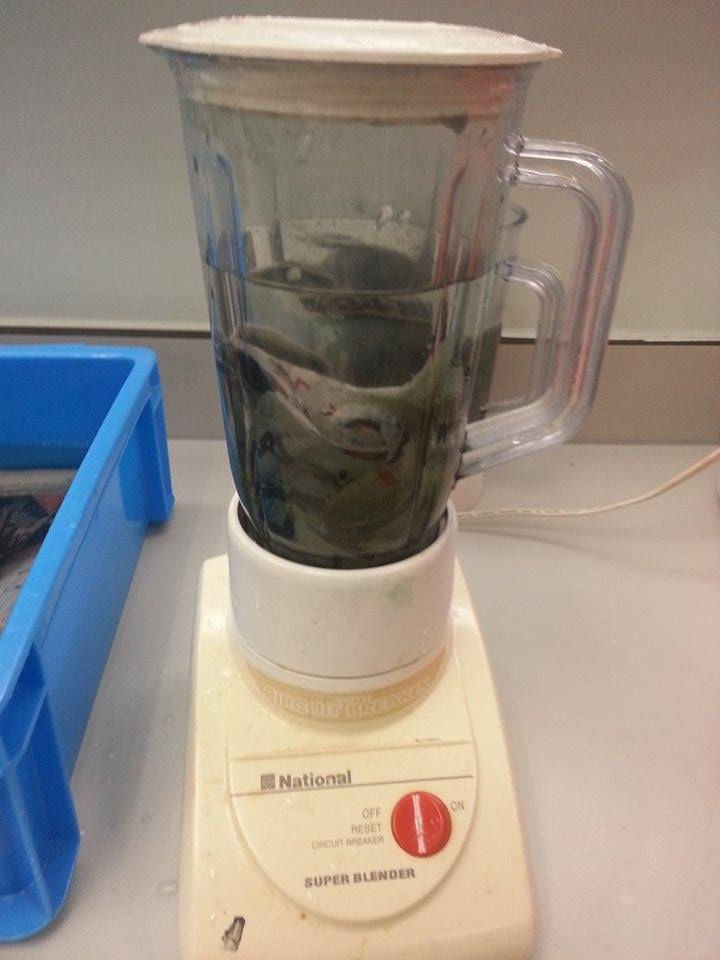 CIRCUIT BREAKER
National
OFF
ON
RESET
CIRCUIT BREAKER
SUPER BLENDER